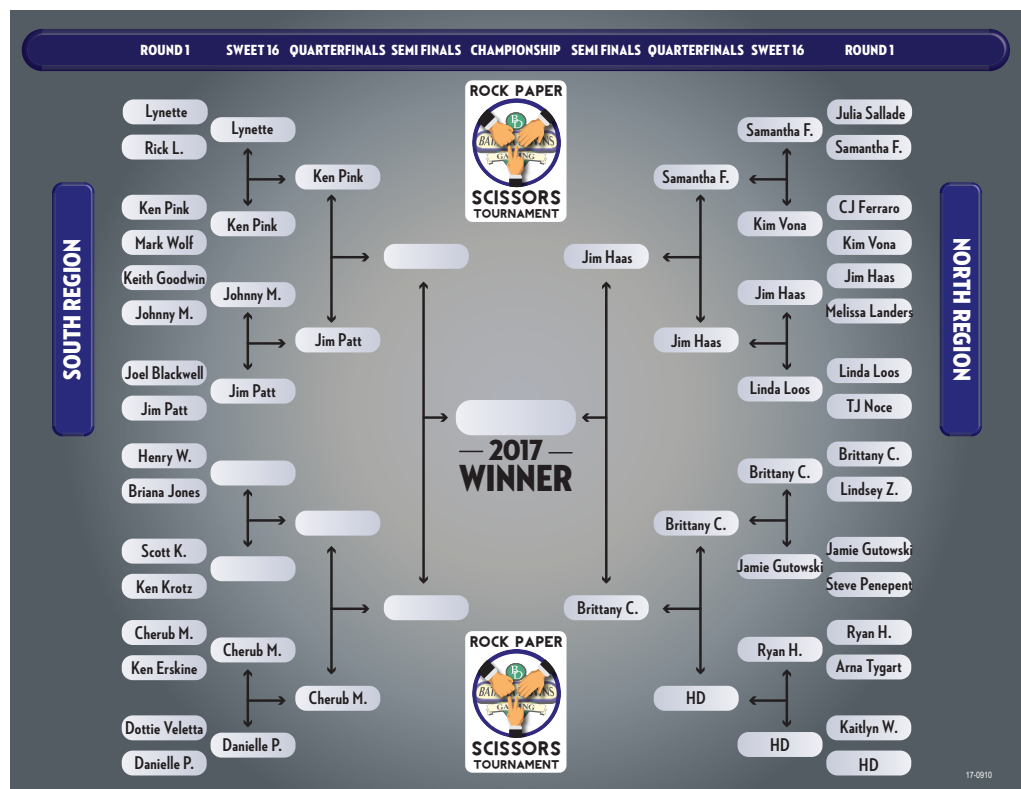 ROUND 1 SWEET 16 QUARTERFINALS SEMI FINALS CHAMPIONSHIP SEMI FINALS QUARTERFINALS SWEET 16 ROUND 1
ROCK PAPER
BD
GAMING
SCISSORS
TOURNAMENT
SOUTH REGION
Lynette
Rick L.
Ken Pink
Mark Wolf
Keith Goodwin
Johnny M.
Joel Blackwell
Jim Patt
Henry W.
Briana Jones
Scott K.
Ken Krotz
Cherub M.
Ken Erskine
Dottie Veletta
Danielle P.
Lynette
Ken Pink
Johnny M.
Jim Patt
Cherub M.
Danielle P.
Ken Pink
Jim Patt
Cherub M.
2017
WINNER
Jim Haas
Brittany C.
Samantha F.
Jim Haas
Brittany C.
HD
Samantha F.
Kim Vona
Jim Haas
Linda Loos
Brittany C.
Jamie Gutowski
Ryan H.
HD
Julia Sallade
Samantha F.
CJ Ferraro
Kim Vona
Jim Haas
Melissa Landers
Linda Loos
TJ Noce
Brittany C.
Lindsey Z.
Jamie Gutowski
Steve Penepent
Ryan H.
Arna Tygart
Kaitlyn W.
HD
NORTH REGION
ROCK PAPER
BD
GAMING
SCISSORS
TOURNAMENT
17-0910